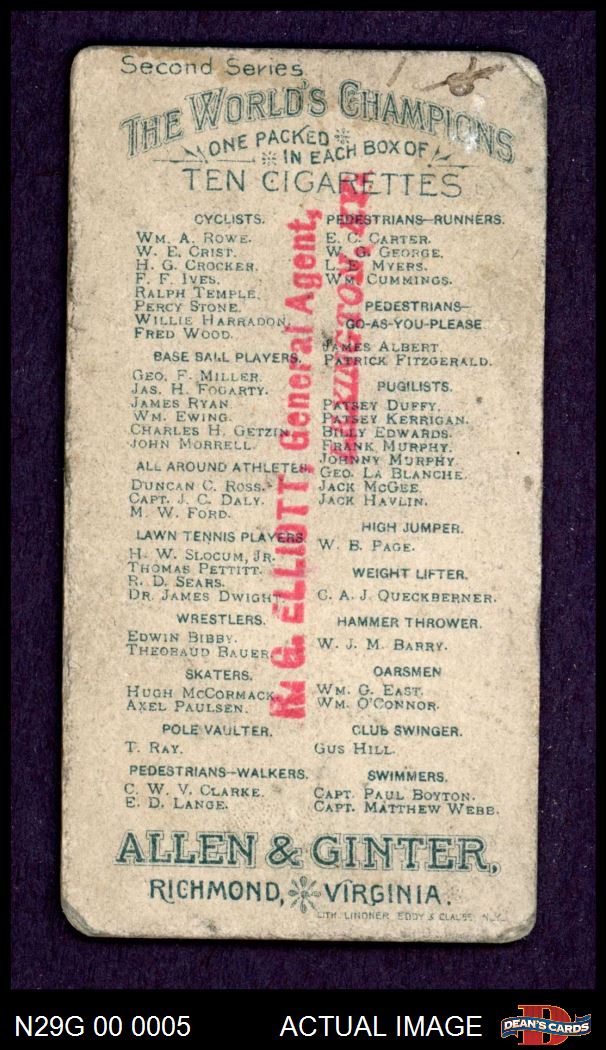 Second Series.
THE WORLD'S CHAMPIONS
ONE PACKED
IN EACH BOX OF
TEN CIGARETTES
CYCLISTS.
WM. A. ROWE.
W. E. CRIST.
H. G. CROCKER.
F. F. IVES.
RALPH TEMPLE.
PERCY STONE.
WILLIE HARRADON.
FRED WOOD.
BASE BALL PLAYERS.
GEO. F. MILLER.
JAS. H. FOGARTY.
JAMES RYAN.
WM. EWING.
CHARLES H. GETZIN.
JOHN MORRELL.
ALL AROUND ATHLETES.
DUNCAN C. ROSS.
CAPT. J. C. DALY.
M. W. FORD.
LAWN TENNIS PLAYERS.
H. W. SLOCUM, JR.
THOMAS PETTITT.
R. D. SEARS.
DR. JAMES DWIGHT.
WRESTLERS.
EDWIN BIBBY.
THEOBAUD BAUER.
SKATERS.
HUGH MCCORMACK.
AXEL PAULSEN.
POLE VAULTER.
T. RAY.
PEDESTRIANS–WALKERS.
C. W. V. CLARKE.
E. D. LANGE.
PEDESTRIANS–RUNNERS.
E. C. CARTER.
W. G. GEORGE.
L. E. MYERS.
WM. CUMMINGS.
PEDESTRIANS–
GO-AS-YOU-PLEASE
JAMES ALBERT.
PATRICK FITZGERALD.
PUGILISTS.
PATSEY DUFFY.
PATSEY KERRIGAN.
BILLY EDWARDS.
FRANK MURPHY.
JOHNNY MURPHY
GEO. LA BLANCHE.
JACK MCGEE.
JACK HAVLIN.
HIGH JUMPER.
W. B. PAGE.
WEIGHT LIFTER.
C. A. J. QUECKBERNER.
HAMMER THROWER.
W. J. M. BARRY.
OARSMEN
WM. G. EAST.
WM. O'CONNOR.
CLUB SWINGER.
GUS HILL.
SWIMMERS.
CAPT. PAUL BOYTON.
CAPT. MATTHEW WEBB.
R. G. ELLIOTT, General Agent,
LEXINGTON, KY.
ALLEN & GINTER,
RICHMOND, VIRGINIA.
LITH. LINDNER, EDDY & CLAUSS, N.Y.
N29G 00 0005
ACTUAL IMAGE
DEAN'S CARDS